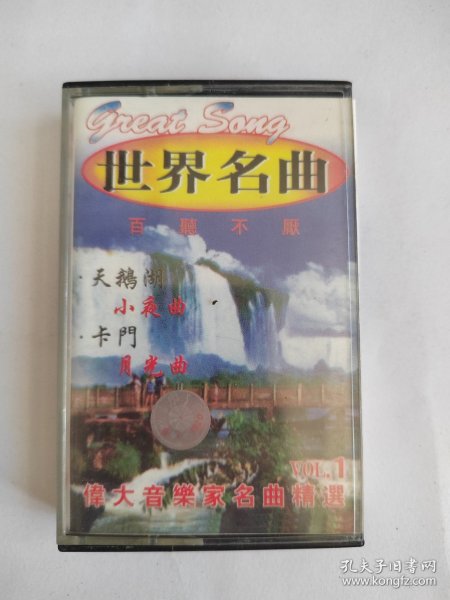 Great Song
世界名曲
百聽不厭
·天鵝湖
小夜曲
·卡門
月光曲
VOL.1
偉大音樂家名曲精選
孔夫子旧书网
www.kongfz.com